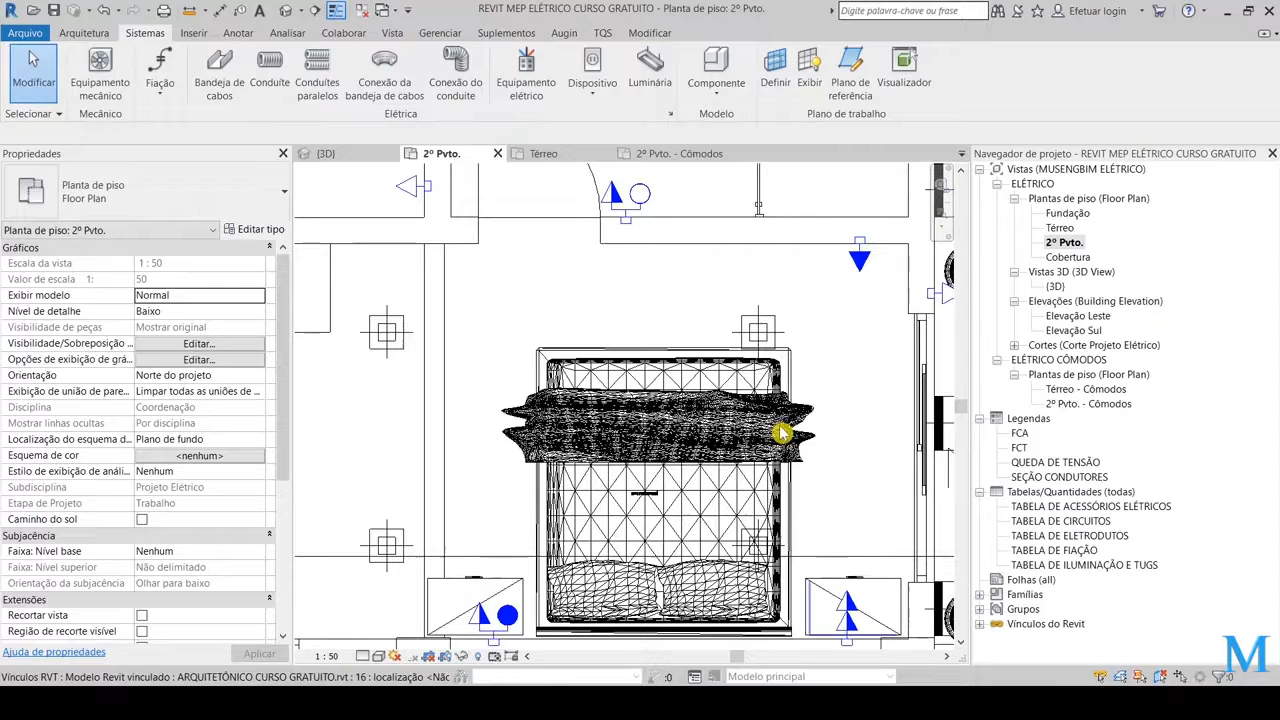 REVIT MEP ELÉTRICO CURSO GRATUITO - Planta de piso: 2º Pvto.
Digite palavra-chave ou frase
Efetuar login
Arquivo Arquitetura Sistemas Inserir Anotar Analisar Colaborar Vista Gerenciar Suplementos Augin TQS Modificar
Modificar
Equipamento mecânico
Fiação
Bandeja de cabos
Conduíte
Conduítes paralelos
Conexão da bandeja de cabos
Conexão do conduíte
Equipamento elétrico
Dispositivo
Luminária
Componente
Definir
Exibir
Plano de referência
Visualizador
Selecionar Mecânico Elétrica Modelo Plano de trabalho
Propriedades
{3D} 2º Pvto. Térreo 2º Pvto. - Cômodos
Navegador de projeto - REVIT MEP ELÉTRICO CURSO GRATUITO
Planta de piso
Floor Plan
Planta de piso: 2º Pvto. Editar tipo
Gráficos
Escala da vista 1 : 50
Valor de escala 1: 50
Exibir modelo Normal
Nível de detalhe Baixo
Visibilidade de peças Mostrar original
Visibilidade/Sobreposição ... Editar...
Opções de exibição de grá... Editar...
Orientação Norte do projeto
Exibição de união de pare... Limpar todas as uniões de ...
Disciplina Coordenação
Mostrar linhas ocultas Por disciplina
Localização do esquema d... Plano de fundo
Esquema de cor <nenhum>
Estilo de exibição de análi... Nenhum
Subdisciplina Projeto Elétrico
Etapa de Projeto Trabalho
Caminho do sol
Subjacência
Faixa: Nível base Nenhum
Faixa: Nível superior Não delimitado
Orientação da subjacência Olhar para baixo
Extensões
Recortar vista
Região de recorte visível
Ajuda de propriedades Aplicar
Vistas (MUSENGBIM ELÉTRICO)
ELÉTRICO
Plantas de piso (Floor Plan)
Fundação
Térreo
2º Pvto.
Cobertura
Vistas 3D (3D View)
{3D}
Elevações (Building Elevation)
Elevação Leste
Elevação Sul
Cortes (Corte Projeto Elétrico)
ELÉTRICO CÔMODOS
Plantas de piso (Floor Plan)
Térreo - Cômodos
2º Pvto. - Cômodos
Legendas
FCA
FCT
QUEDA DE TENSÃO
SEÇÃO CONDUTORES
Tabelas/Quantidades (todas)
TABELA DE ACESSÓRIOS ELÉTRICOS
TABELA DE CIRCUITOS
TABELA DE ELETRODUTOS
TABELA DE FIAÇÃO
TABELA DE ILUMINAÇÃO E TUGS
Folhas (all)
Famílias
Grupos
Vínculos do Revit
1 : 50
Vínculos RVT : Modelo Revit vinculado : ARQUITETÔNICO CURSO GRATUITO.rvt : 16 : localização <Nãc
:0
Modelo principal
:0
M